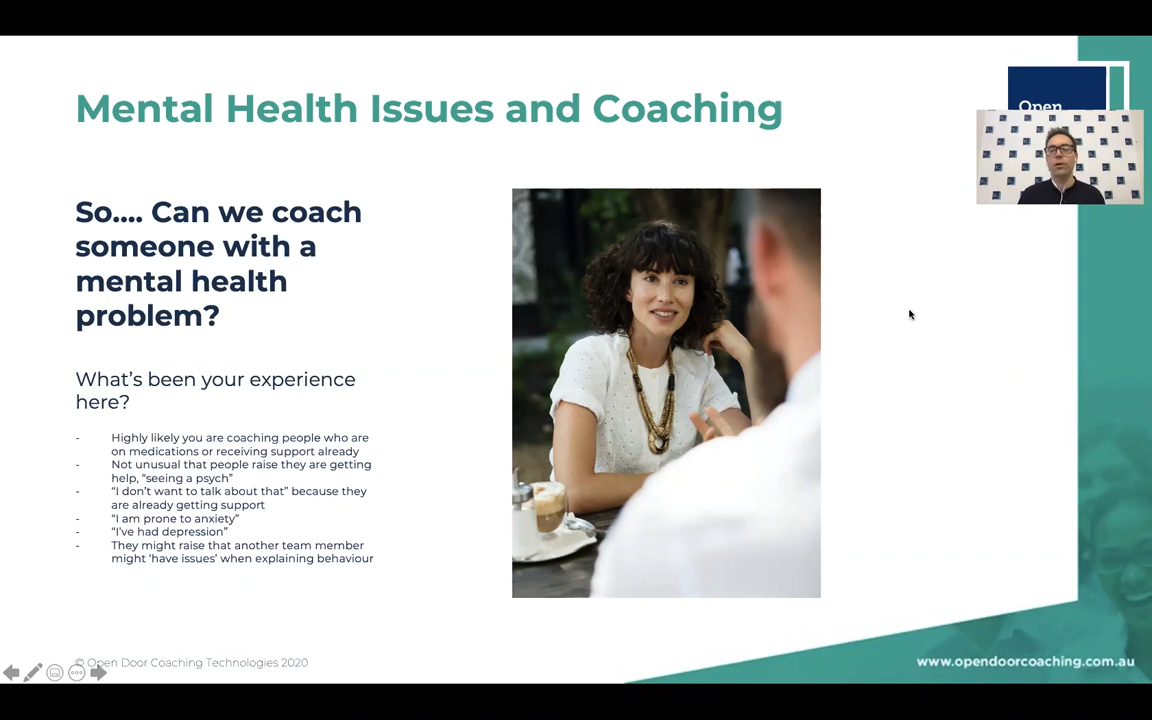 Mental Health Issues and Coaching
Open
So.... Can we coach
someone with a
mental health
problem?
What's been your experience
here?
- Highly likely you are coaching people who are
on medications or receiving support already
- Not unusual that people raise they are getting
help, “seeing a psych”
- “I don't want to talk about that” because they
are already getting support
- “I am prone to anxiety”
- “I've had depression”
- They might raise that another team member
might ‘have issues’ when explaining behaviour
© Open Door Coaching Technologies 2020
www.opendoorcoaching.com.au